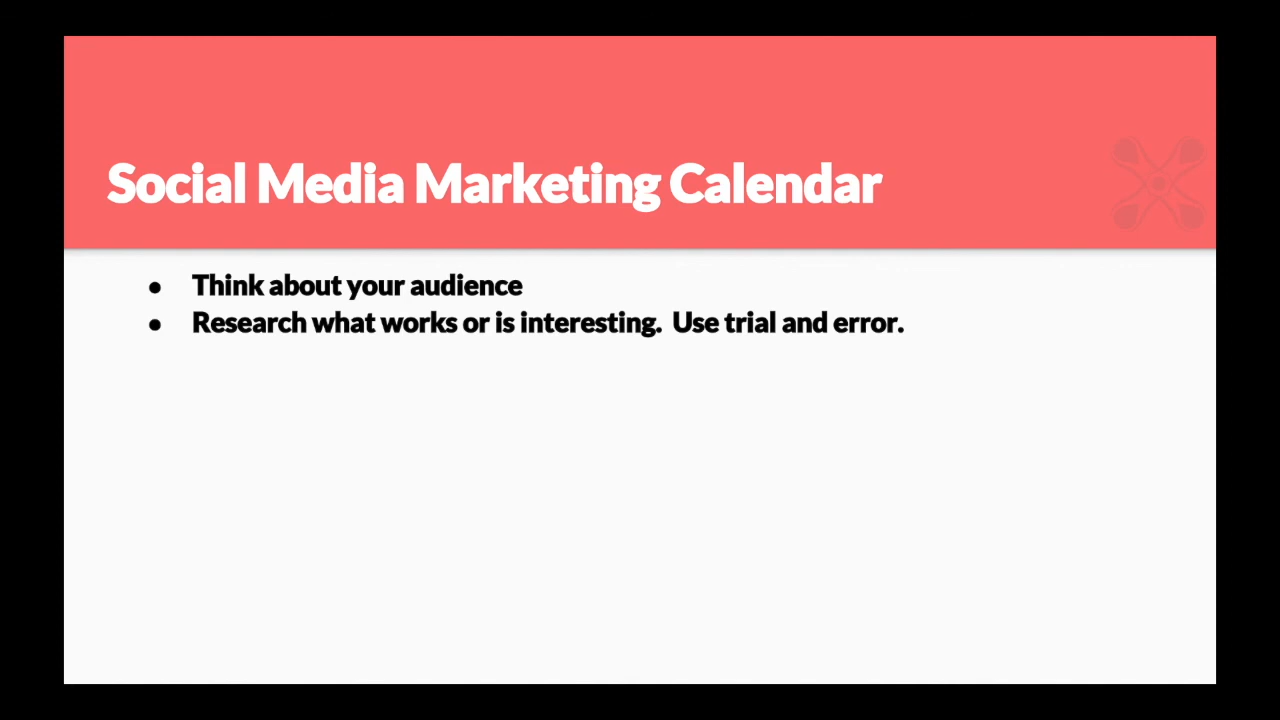 Social Media Marketing Calendar
● Think about your audience
● Research what works or is interesting.  Use trial and error.